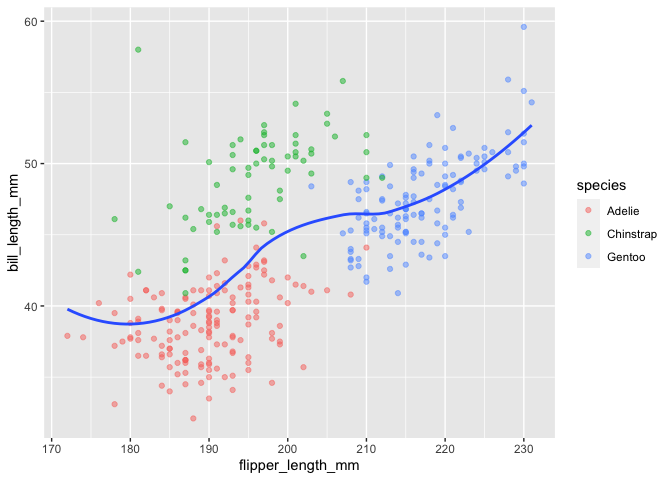 60
50
40
bill_length_mm
170
180
190
200
210
220
230
flipper_length_mm
species
Adelie
Chinstrap
Gentoo